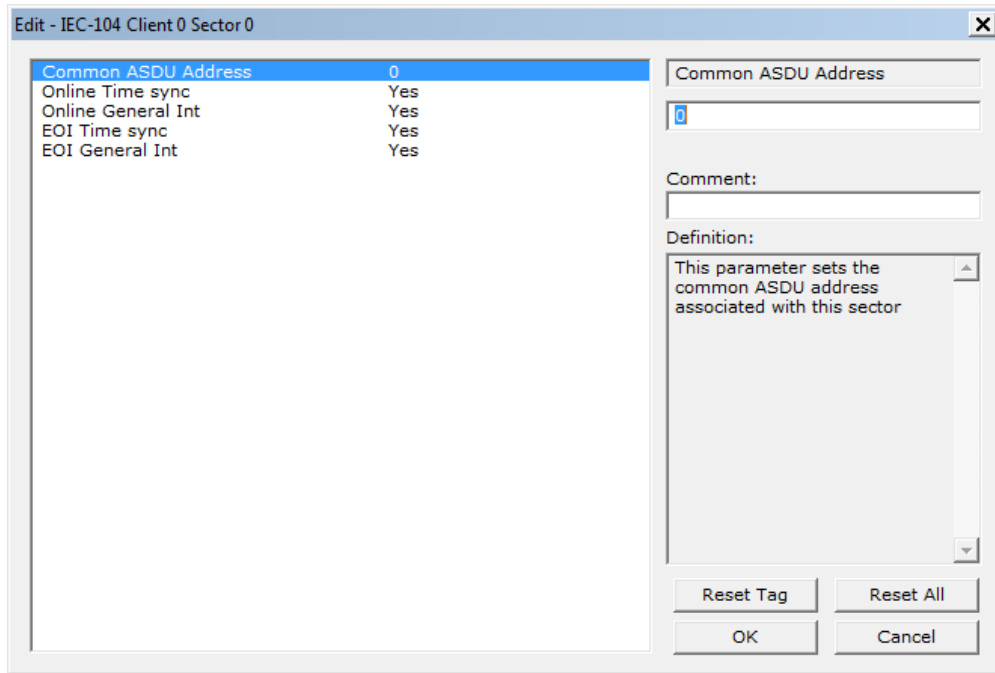 Edit - IEC-104 Client 0 Sector 0
Common ASDU Address 0
Online Time sync Yes
Online General Int Yes
EOI Time sync Yes
EOI General Int Yes
Common ASDU Address
0
Comment:
Definition:
This parameter sets the
common ASDU address
associated with this sector
Reset Tag Reset All
OK Cancel